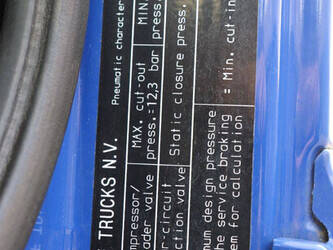 TRUCKS N.V.
Pneumatic character
mpressor/
ader valve
MAX. cut-out
press.=12,3 bar
MIN.
press.
r-circuit
ction valve
Static closure press.
mum design pressure
the service braking
em for calculation
= Min. cut-in